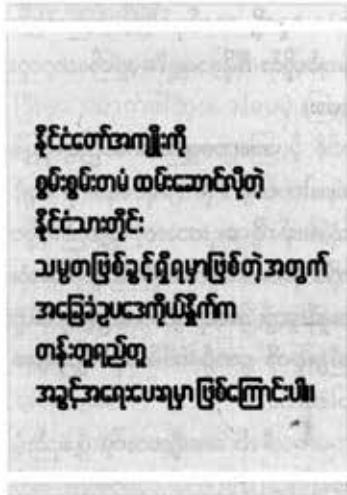 နိုင်ငံတော်အကျိုးကို
စွမ်းစွမ်းတမံ ထမ်းဆောင်လိုတဲ့
နိုင်ငံသားတိုင်း
သမ္မတဖြစ်ခွင့်ရှိရမှာဖြစ်တဲ့အတွက်
အခြေခံဥပဒေကိုယ်နှိုက်က
တန်းတူရည်တူ
အခွင့်အရေးပေးရမှာဖြစ်ကြောင်းပါ။